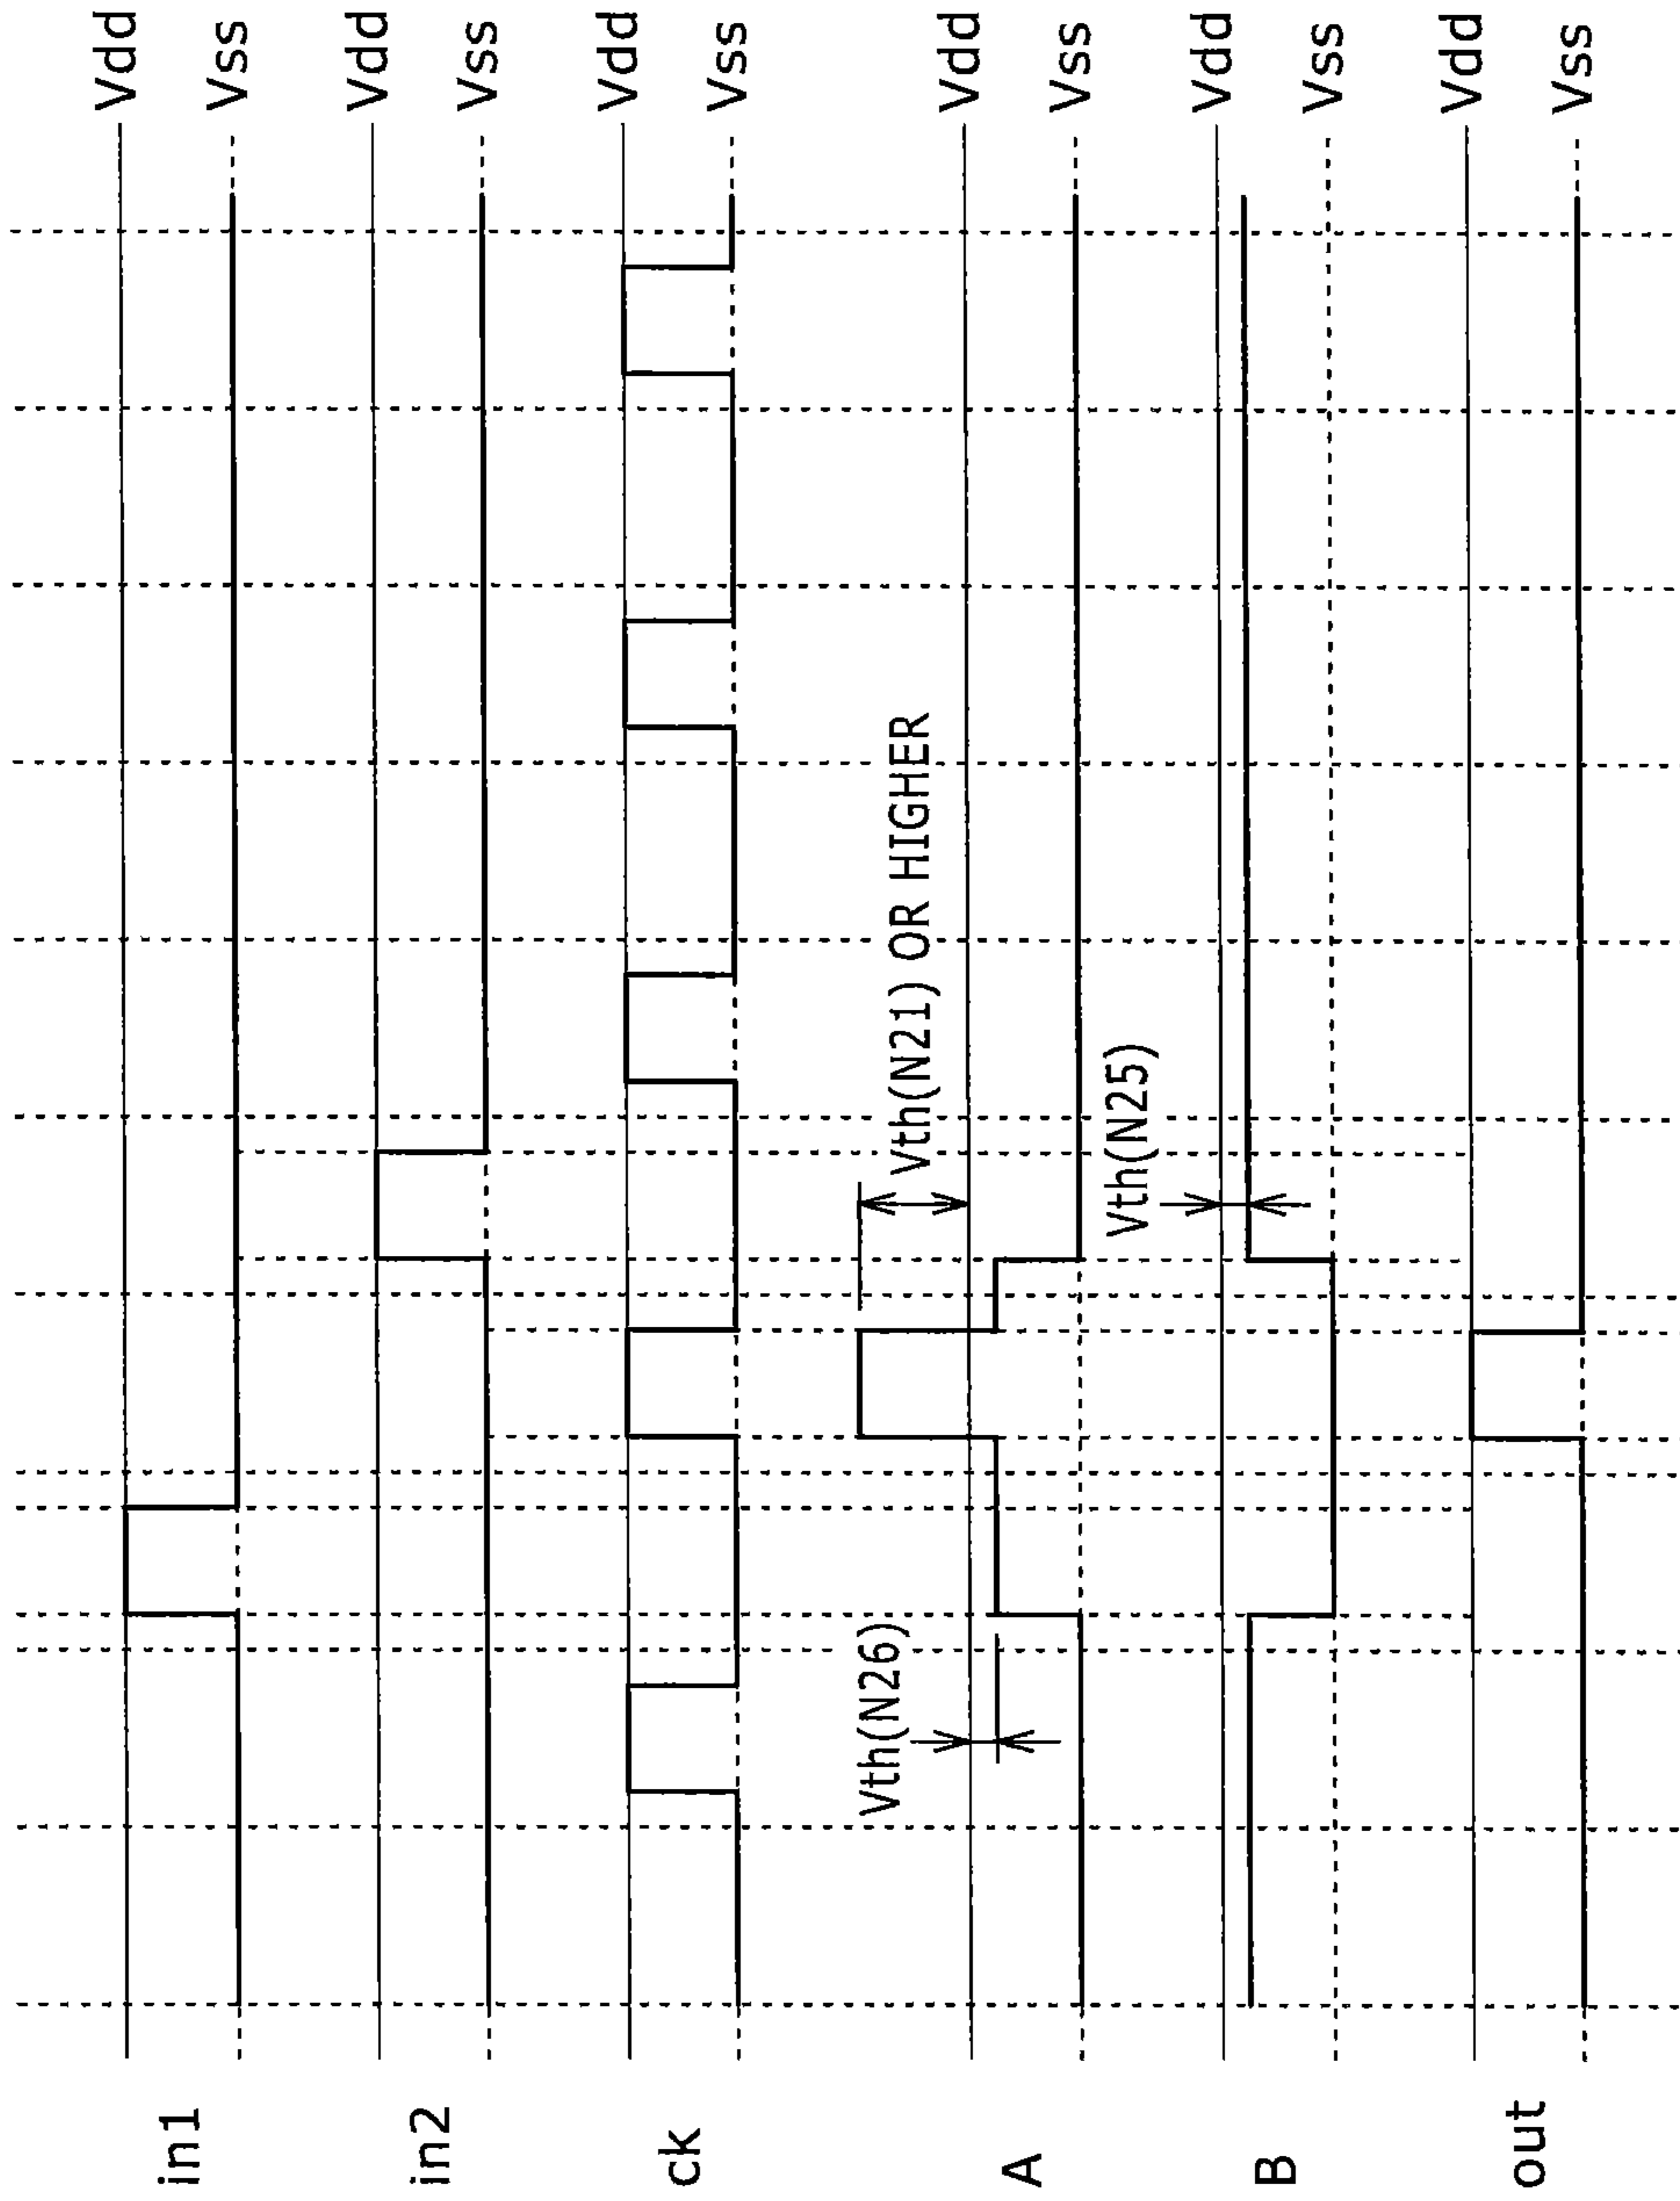 in1
Vdd
Vss
in2
Vdd
Vss
ck
Vdd
Vss
Vth(N26)
Vth(N21) OR HIGHER
A
Vdd
Vss
Vth(N25)
B
Vdd
Vss
out
Vdd
Vss